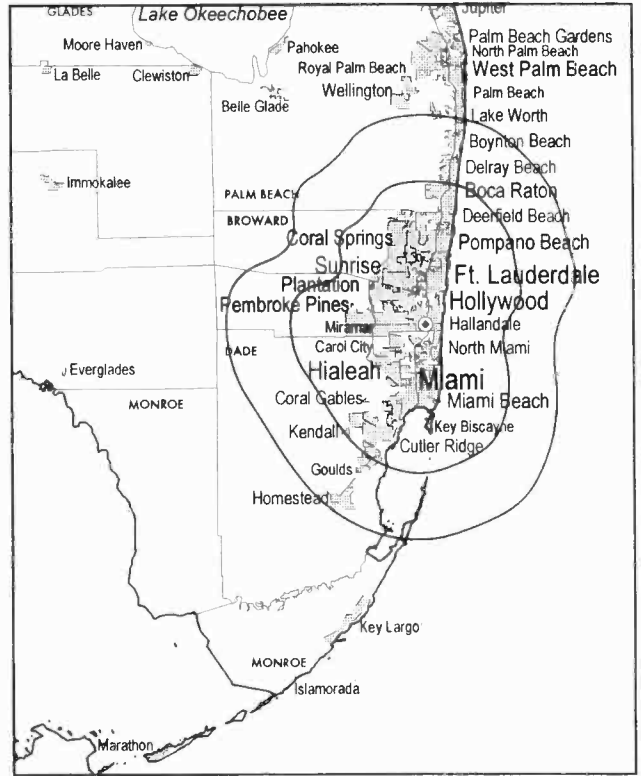 GLADES
Lake Okeechobee
Jupiter
Moore Haven
Pahokee
Palm Beach Gardens
North Palm Beach
La Belle
Clewiston
Royal Palm Beach
West Palm Beach
Wellington
Palm Beach
Belle Glade
Lake Worth
Boynton Beach
Delray Beach
Immokalee
PALM BEACH
Boca Raton
BROWARD
Deerfield Beach
Coral Springs
Pompano Beach
Sunrise
Ft. Lauderdale
Plantation
Pembroke Pines
Hollywood
Miramar
Hallandale
DADE
Carol City
North Miami
Everglades
Hialeah
Miami
MONROE
Coral Gables
Miami Beach
Kendall
Key Biscayne
Cutler Ridge
Goulds
Homestead
Key Largo
MONROE
Islamorada
Marathon